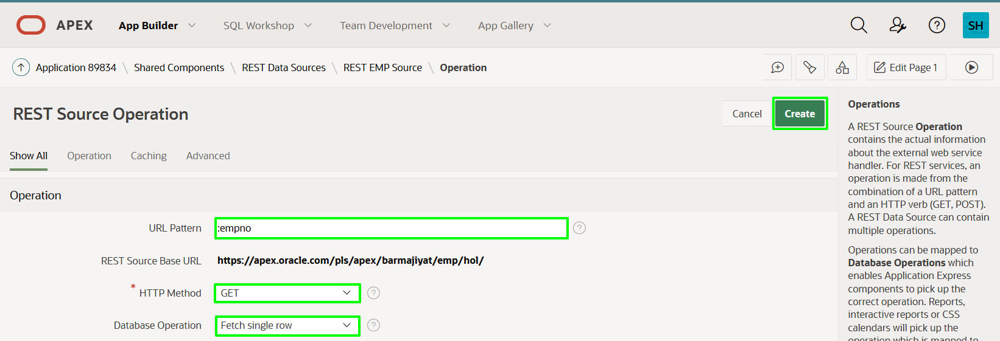 APEX App Builder SQL Workshop Team Development App Gallery SH
Application 89834 \ Shared Components \ REST Data Sources \ REST EMP Source \ Operation Edit Page 1
REST Source Operation Cancel Create
Show All Operation Caching Advanced
Operation
URL Pattern :empno ?
REST Source Base URL https://apex.oracle.com/pls/apex/barmajiyat/emp/hol/
* HTTP Method GET ?
Database Operation Fetch single row ?
Operations
A REST Source Operation
contains the actual information
about the external web service
handler. For REST services, an
operation is made from the
combination of a URL pattern
and an HTTP verb (GET, POST).
A REST Data Source can contain
multiple operations.
Operations can be mapped to
Database Operations which
enables Application Express
components to pick up the
correct operation. Reports,
interactive reports or CSS
calendars will pick up the
operation which is mapped to